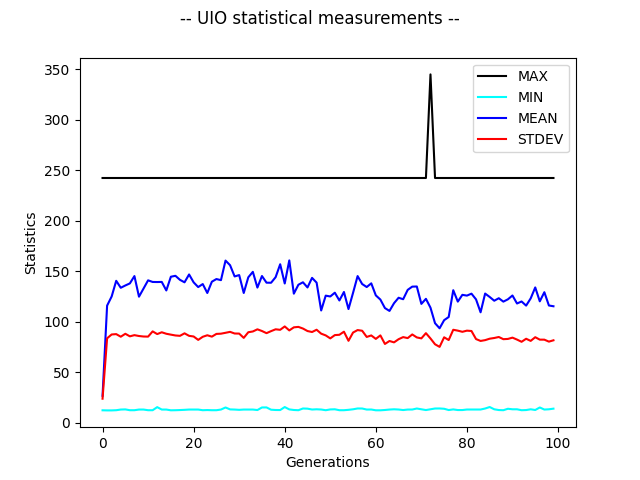 -- UIO statistical measurements --
MAX
MIN
MEAN
STDEV
350
300
250
200
150
100
50
0
Statistics
0 20 40 60 80 100
Generations